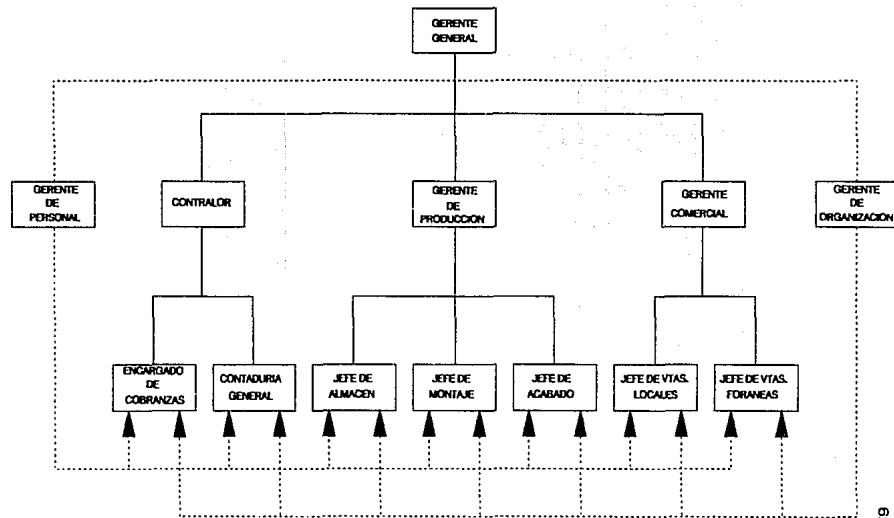 GERENTE
GENERAL
GERENTE
DE
PERSONAL
CONTRALOR
GERENTE
DE
PRODUCCION
GERENTE
COMERCIAL
GERENTE
DE
ORGANIZACIÓN
ENCARGADO
DE
COBRANZAS
CONTADURIA
GENERAL
JEFE DE
ALMACEN
JEFE DE
MONTAJE
JEFE DE
ACABADO
JEFE DE VTAS.
LOCALES
JEFE DE VTAS.
FORANEAS